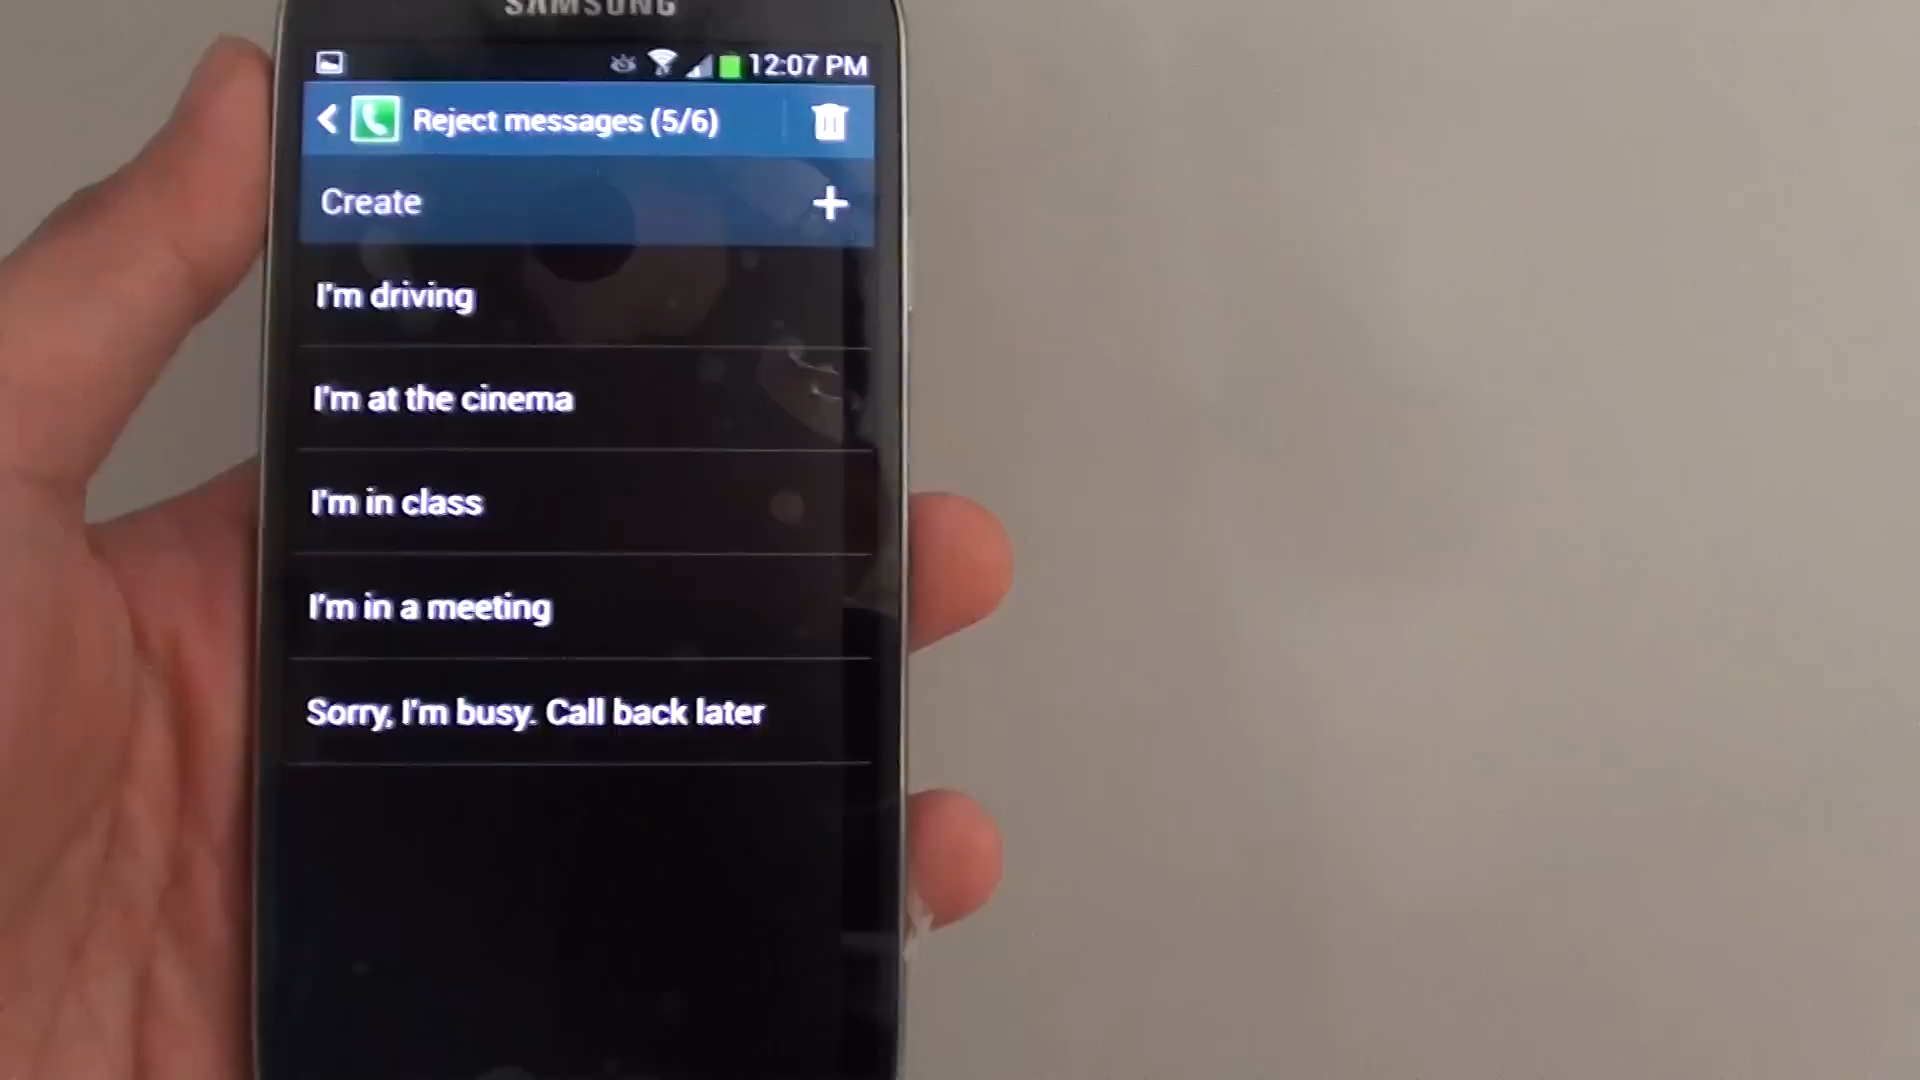 SAMSUNG
12:07 PM
Reject messages (5/6)
Create
I'm driving
I'm at the cinema
I'm in class
I'm in a meeting
Sorry, I'm busy. Call back later